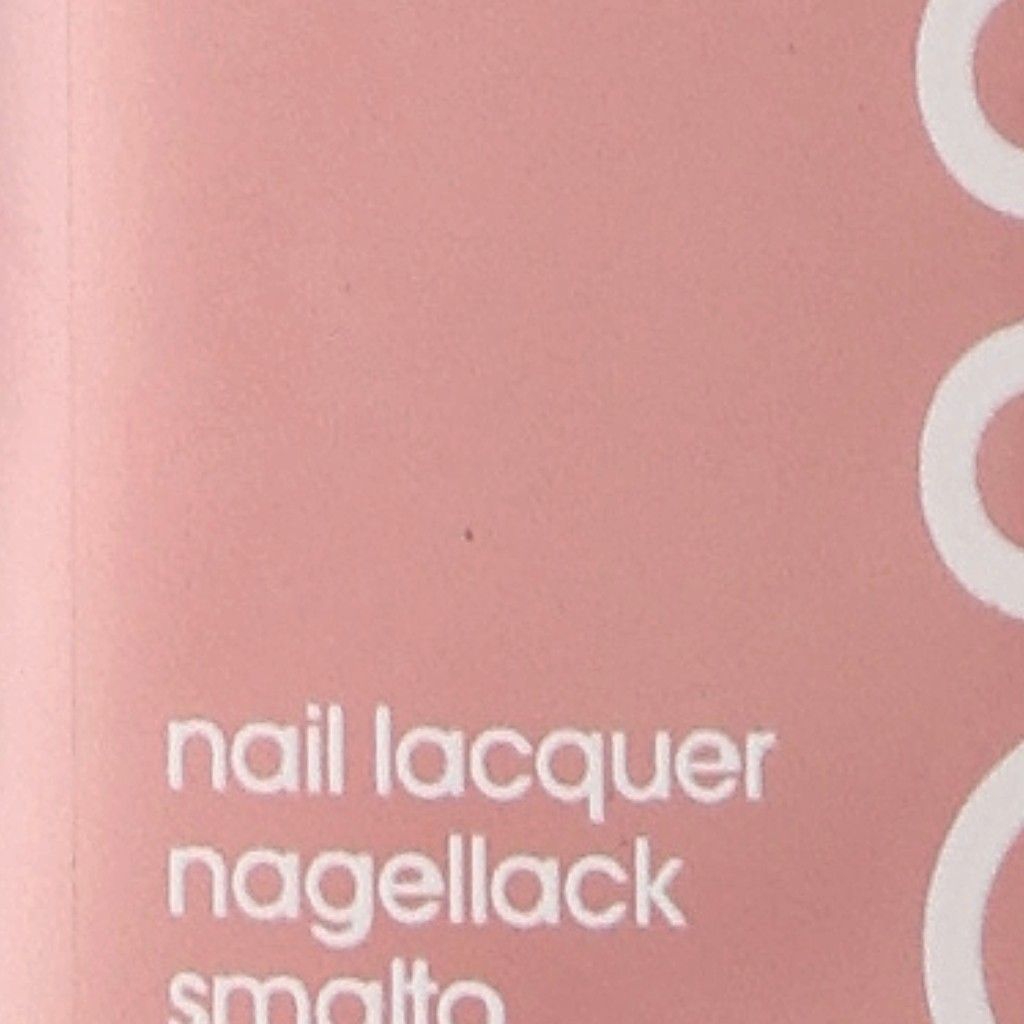 nail lacquer
nagellack
smalto